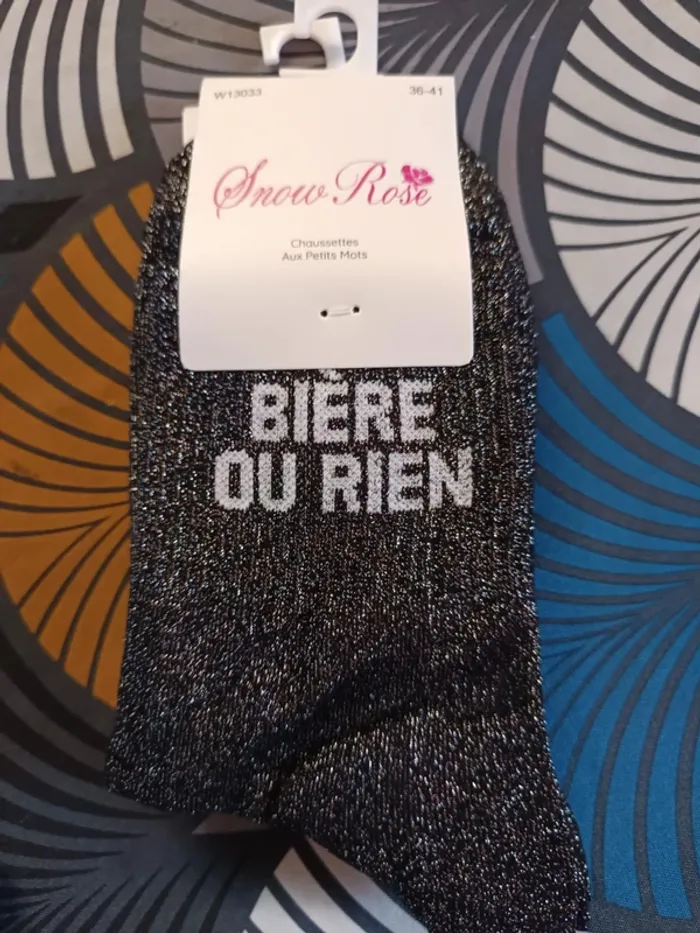 W13033
36-41
Snow Rose
Chaussettes
Aux Petits Mots
BIÈRE
OU RIEN